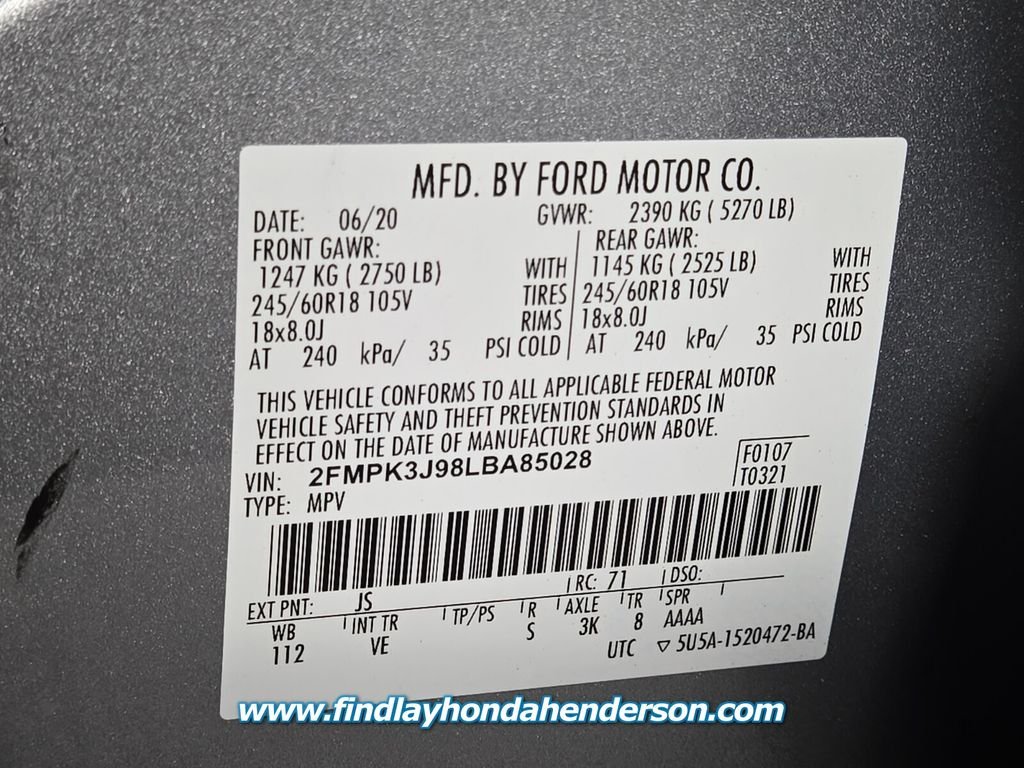 MFD. BY FORD MOTOR CO.
DATE: 06/20 GVWR: 2390 KG ( 5270 LB)
FRONT GAWR: REAR GAWR:
1247 KG ( 2750 LB) WITH 1145 KG ( 2525 LB) WITH
245/60R18 105V TIRES 245/60R18 105V TIRES
18x8.0J RIMS 18x8.0J RIMS
AT 240 kPa/ 35 PSI COLD AT 240 kPa/ 35 PSI COLD
THIS VEHICLE CONFORMS TO ALL APPLICABLE FEDERAL MOTOR
VEHICLE SAFETY AND THEFT PREVENTION STANDARDS IN
EFFECT ON THE DATE OF MANUFACTURE SHOWN ABOVE.
VIN: 2FMPK3J98LBA85028 F0107
TYPE: MPV T0321
EXT PNT: JS RC: 71 DSO:
WB INT TR TP/PS R AXLE TR SPR
112 VE S 3K 8 AAAA
UTC ▽ 5U5A-1520472-BA
www.findlayhondahenderson.com